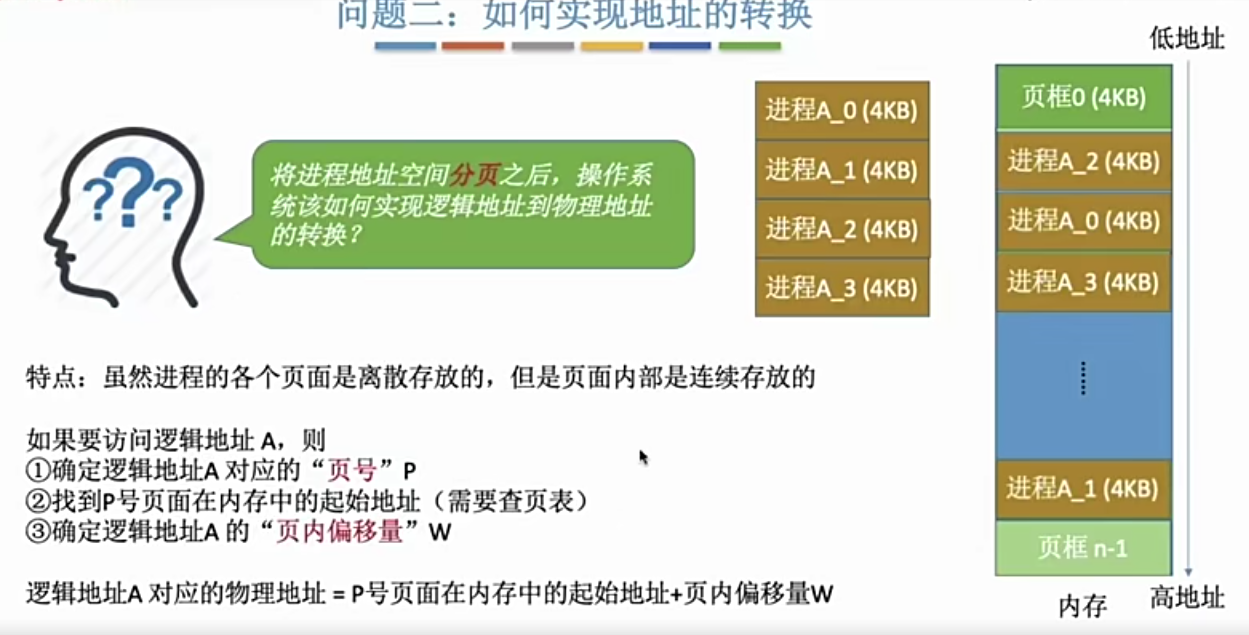 问题二：如何实现地址的转换
???
将进程地址空间分页之后，操作系
统该如何实现逻辑地址到物理地址
的转换？
进程A_0 (4KB)
进程A_1 (4KB)
进程A_2 (4KB)
进程A_3 (4KB)
低地址
页框0 (4KB)
进程A_2 (4KB)
进程A_0 (4KB)
进程A_3 (4KB)
......
进程A_1 (4KB)
页框 n-1
内存
高地址
特点：虽然进程的各个页面是离散存放的，但是页面内部是连续存放的
如果要访问逻辑地址 A，则
①确定逻辑地址A 对应的“页号”P
②找到P号页面在内存中的起始地址（需要查页表）
③确定逻辑地址A 的“页内偏移量”W
逻辑地址A 对应的物理地址 = P号页面在内存中的起始地址+页内偏移量W